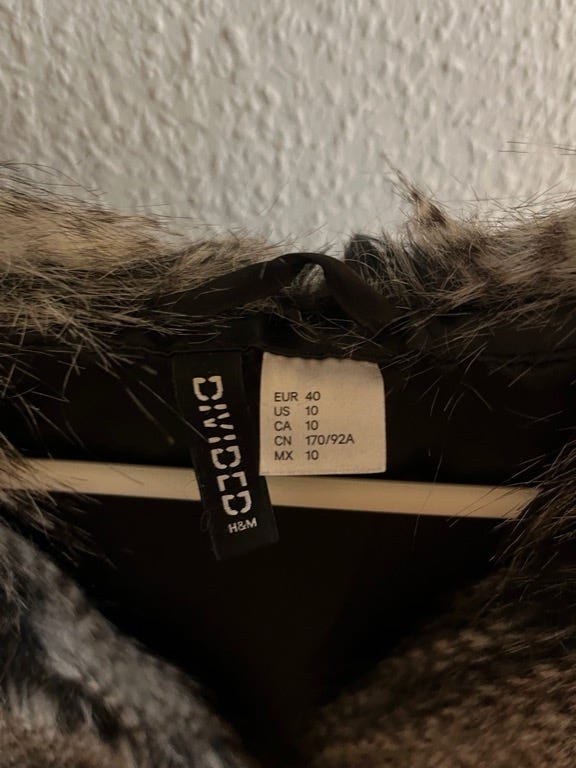 DIVIDED
H&M
EUR 40
US 10
CA 10
CN 170/92A
MX 10